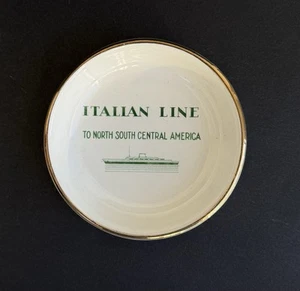 ITALIAN LINE
TO NORTH SOUTH CENTRAL AMERICA